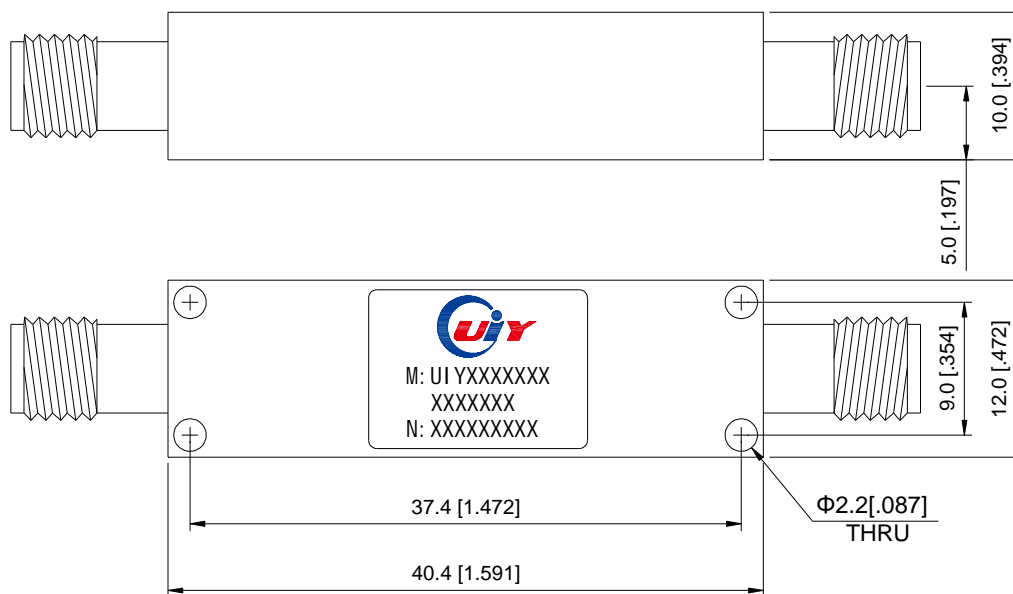 10.0 [.394]
5.0 [.197]
UiY
M: UIYXXXXXXX
XXXXXXX
N: XXXXXXXXX
9.0 [.354]
12.0 [.472]
37.4 [1.472]
Φ2.2[.087]
THRU
40.4 [1.591]